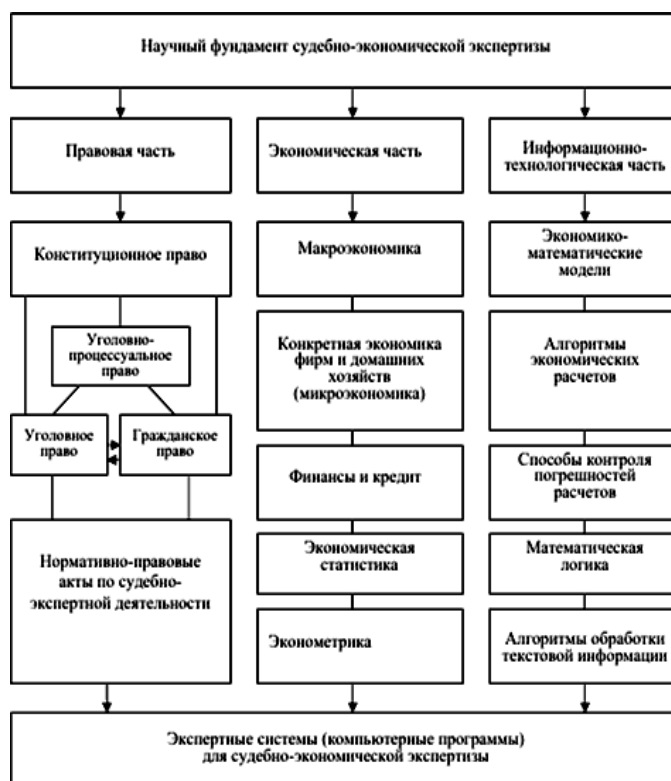 Научный фундамент судебно-экономической экспертизы
Правовая часть
Экономическая часть
Информационно-
технологическая часть
Конституционное право
Макроэкономика
Экономико-
математические
модели
Уголовно-
процессуальное
право
Конкретная экономика
фирм и домашних
хозяйств
(микроэкономика)
Алгоритмы
экономических
расчетов
Уголовное
право
Гражданское
право
Финансы и кредит
Способы контроля
погрешностей
расчетов
Нормативно-правовые
акты по судебно-
экспертной деятельности
Экономическая
статистика
Математическая
логика
Эконометрика
Алгоритмы обработки
текстовой информации
Экспертные системы (компьютерные программы)
для судебно-экономической экспертизы